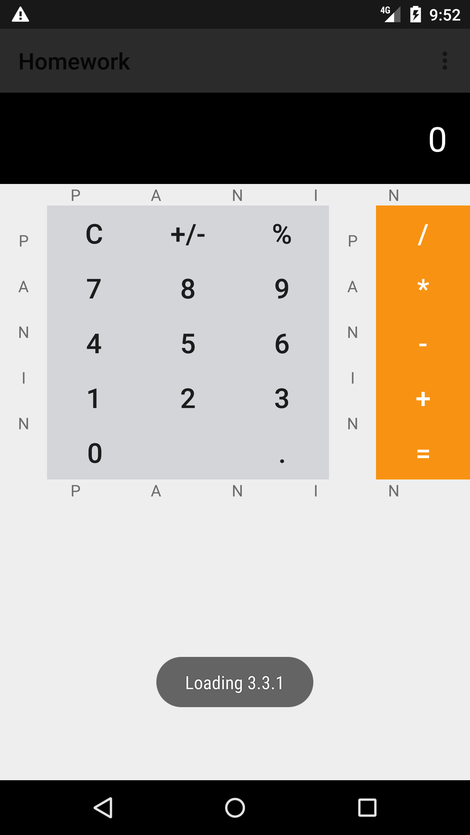 4G 9:52
Homework
0
P A N I N
P P
A A
N N
I I
N N
C +/- % /
7 8 9 *
4 5 6 -
1 2 3 +
0 . =
P A N I N
Loading 3.3.1